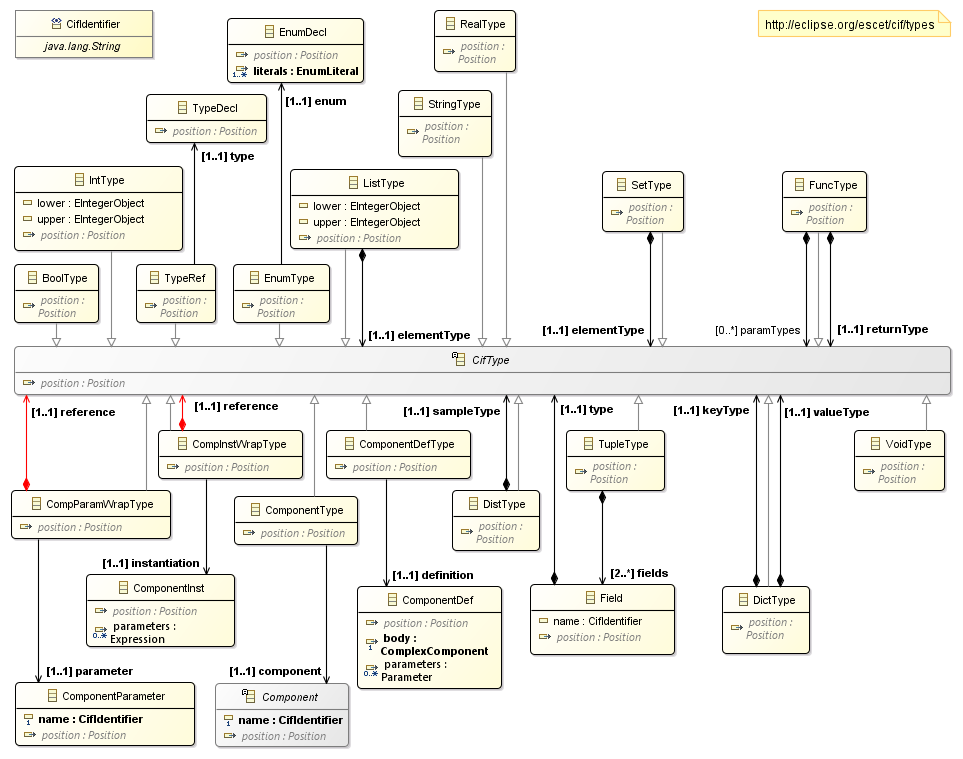 CifIdentifier
java.lang.String
EnumDecl
position : Position
1..*
literals : EnumLiteral
RealType
position :
Position
http://eclipse.org/escet/cif/types
[1..1] enum
TypeDecl
position : Position
[1..1] type
StringType
position :
Position
IntType
lower : EIntegerObject
upper : EIntegerObject
position : Position
ListType
lower : EIntegerObject
upper : EIntegerObject
position : Position
SetType
position :
Position
FuncType
position :
Position
BoolType
position :
Position
TypeRef
position :
Position
EnumType
position :
Position
[1..1] elementType
[1..1] elementType
[0..*] paramTypes
[1..1] returnType
CifType
position : Position
[1..1] reference
[1..1] reference
[1..1] sampleType
[1..1] type
[1..1] keyType
[1..1] valueType
CompInstWrapType
position : Position
ComponentDefType
position : Position
TupleType
position :
Position
VoidType
position :
Position
CompParamWrapType
position : Position
ComponentType
position : Position
DistType
position :
Position
[1..1] instantiation
[1..1] definition
[2..*] fields
ComponentInst
position : Position
parameters :
0..*
Expression
ComponentDef
position : Position
body :
1
ComplexComponent
parameters :
0..*
Parameter
Field
name : CifIdentifier
position : Position
DictType
position :
Position
[1..1] parameter
[1..1] component
ComponentParameter
name : CifIdentifier
1
position : Position
Component
name : CifIdentifier
1
position : Position